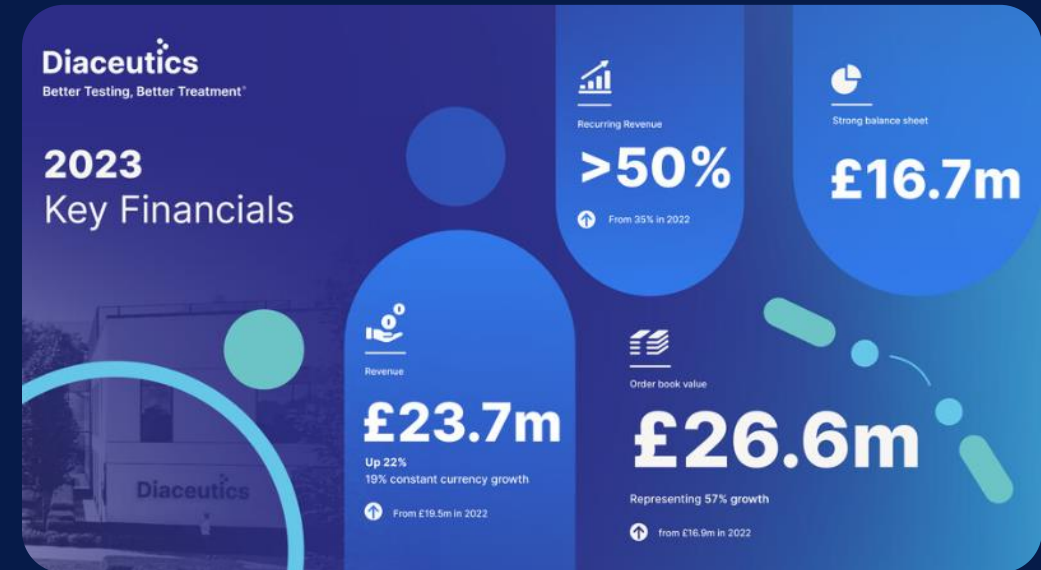 Diaceutics
Better Testing, Better Treatment®
2023
Key Financials
Recurring Revenue
>50%
From 35% in 2022
Strong balance sheet
£16.7m
Revenue
£23.7m
Up 22%
19% constant currency growth
From £19.5m in 2022
Order book value
£26.6m
Representing 57% growth
from £16.9m in 2022
Diaceutics